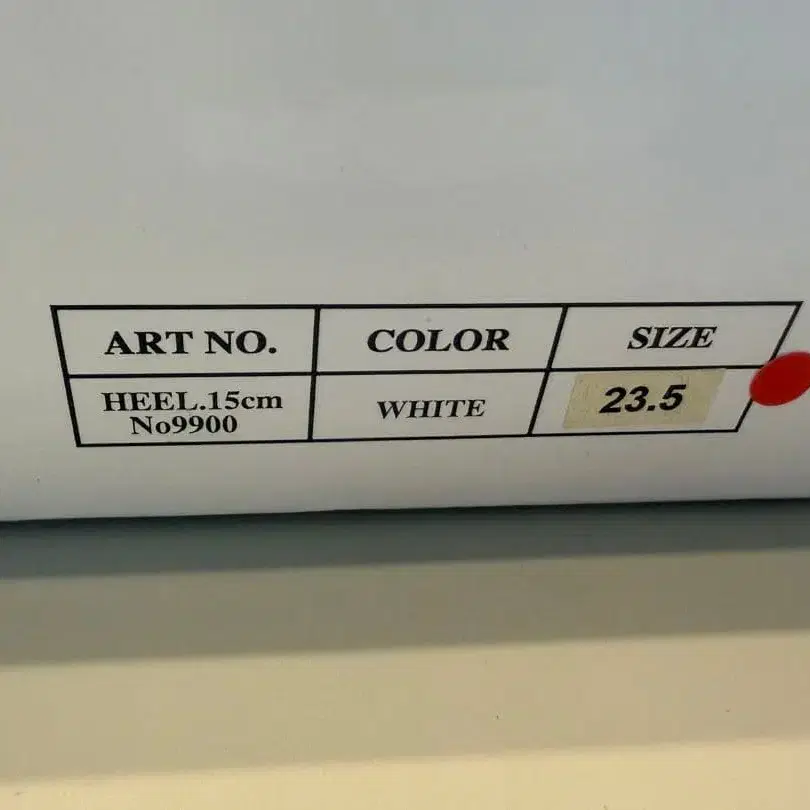 ART NO. COLOR SIZE
HEEL.15cm WHITE 23.5
No9900